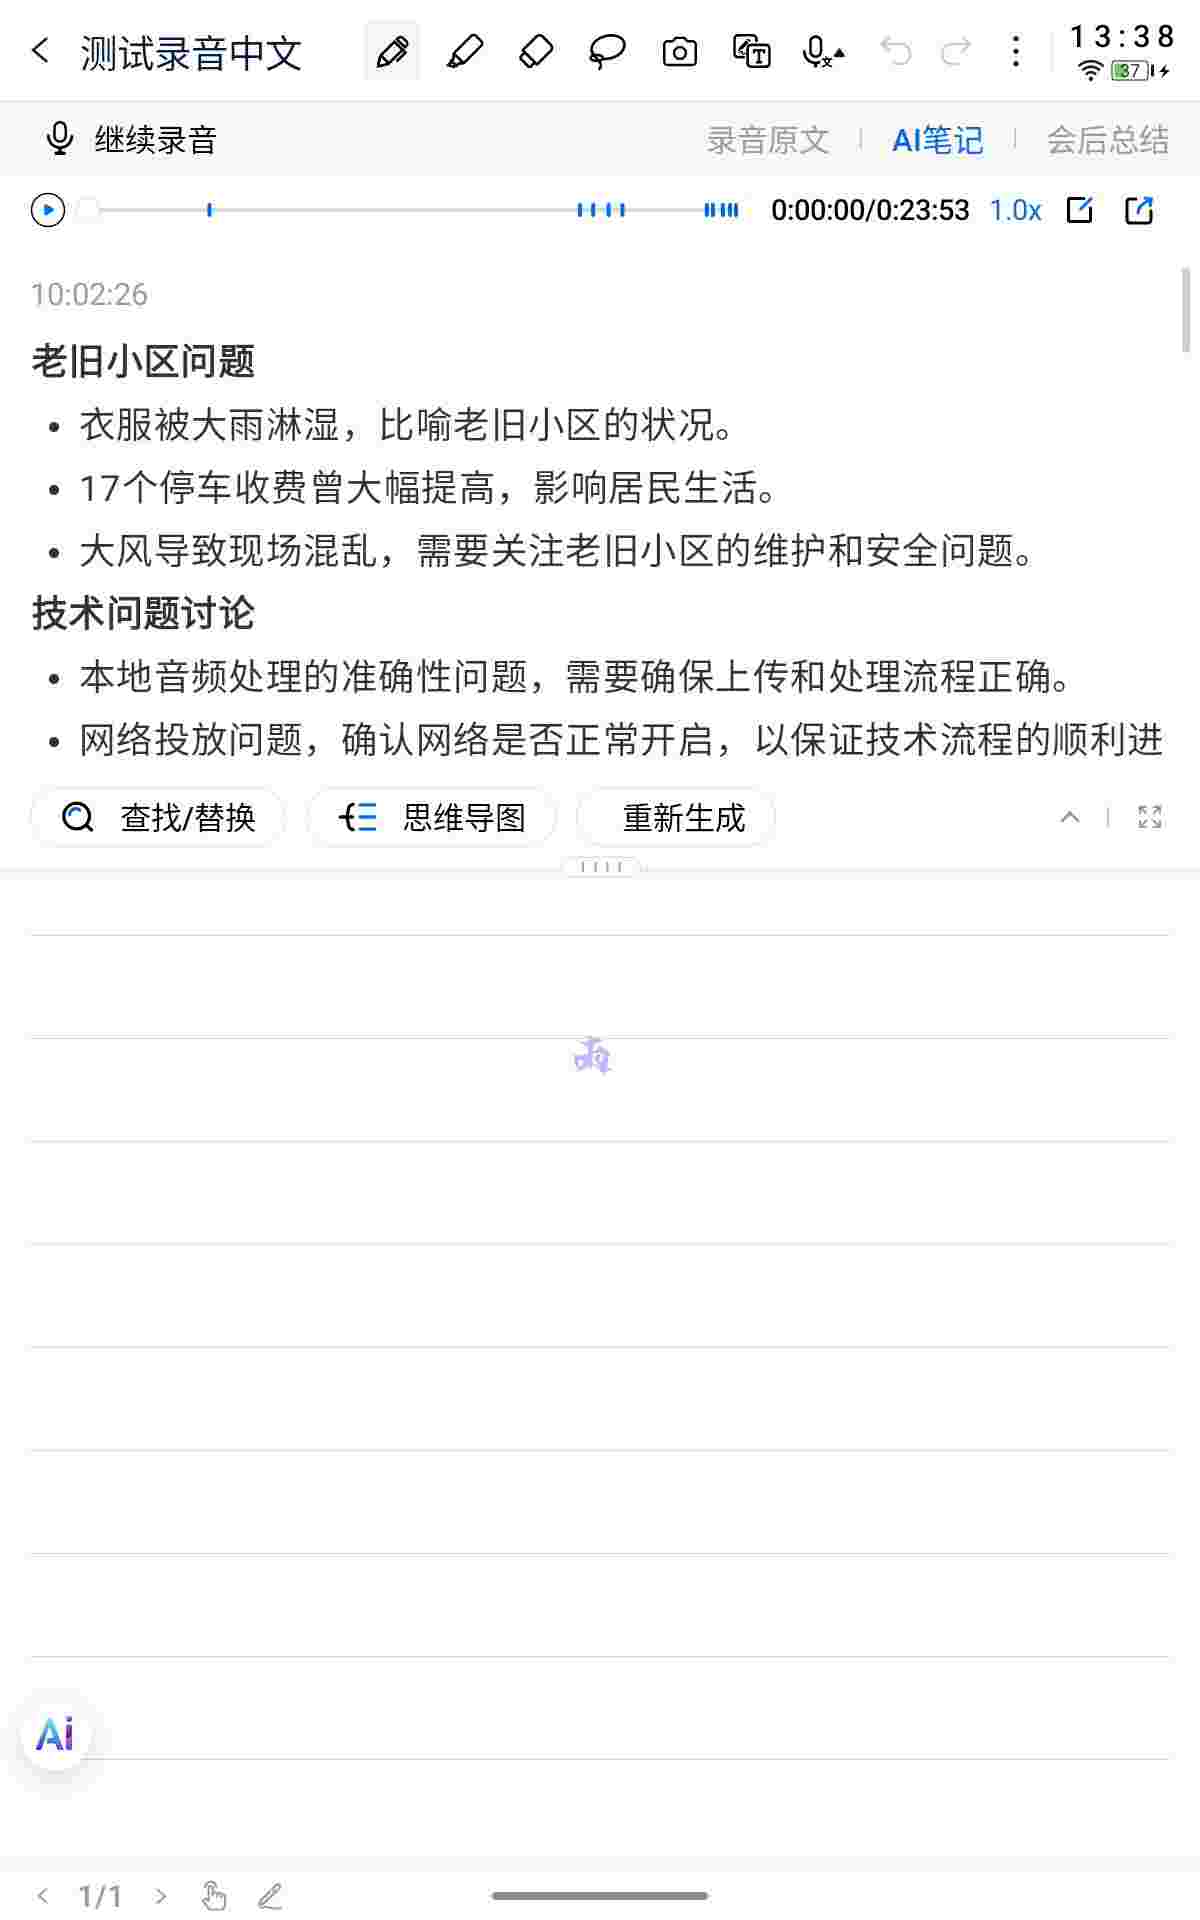 测试录音中文
13:38
37
继续录音
录音原文
AI笔记
会后总结
0:00:00/0:23:53
1.0x
10:02:26
老旧小区问题
• 衣服被大雨淋湿，比喻老旧小区的状况。
• 17个停车收费曾大幅提高，影响居民生活。
• 大风导致现场混乱，需要关注老旧小区的维护和安全问题。
技术问题讨论
• 本地音频处理的准确性问题，需要确保上传和处理流程正确。
• 网络投放问题，确认网络是否正常开启，以保证技术流程的顺利进
查找/替换
思维导图
重新生成
Ai
1/1